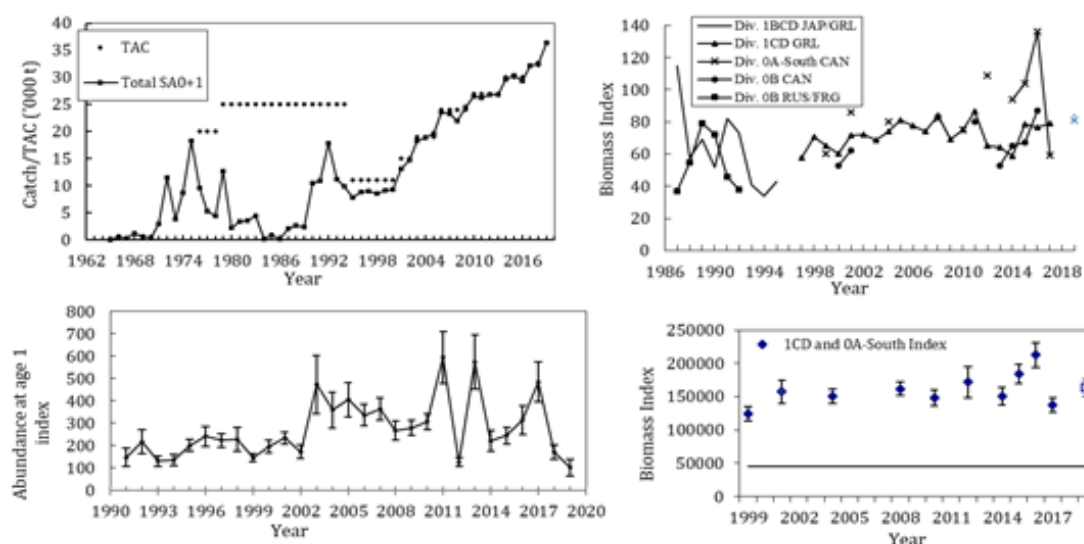 40
35
30
25
20
15
10
5
0
Catch/TAC ('000 t)
TAC
Total SA0+1
1962 1968 1974 1980 1986 1992 1998 2004 2010 2016
Year
140
120
100
80
60
40
20
0
Biomass Index
Div. 1BCD JAP/GRL
Div. 1CD GRL
Div. 0A-South CAN
Div. 0B CAN
Div. 0B RUS/FRG
1986 1990 1994 1998 2002 2006 2010 2014 2018
Year
800
700
600
500
400
300
200
100
0
Abundance at age 1
index
1990 1993 1996 1999 2002 2005 2008 2011 2014 2017 2020
Year
250000
200000
150000
100000
50000
0
Biomass Index
1CD and 0A-South Index
1999 2002 2005 2008 2011 2014 2017
Year